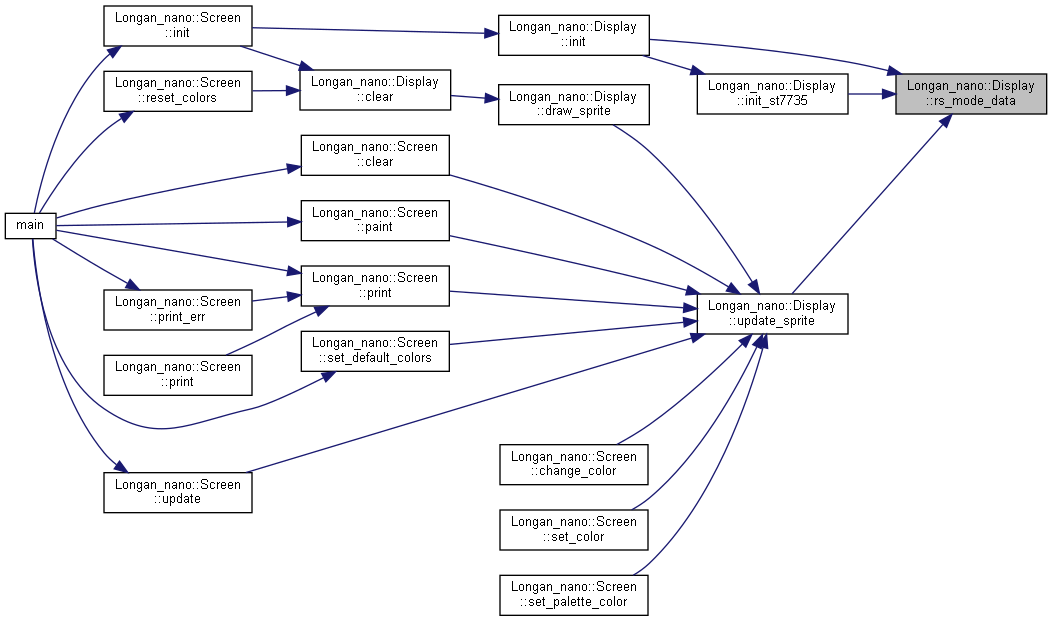 Longan_nano::Screen
::init
Longan_nano::Display
::init
Longan_nano::Screen
::reset_colors
Longan_nano::Display
::clear
Longan_nano::Display
::draw_sprite
Longan_nano::Display
::init_st7735
Longan_nano::Display
::rs_mode_data
Longan_nano::Screen
::clear
main
Longan_nano::Screen
::paint
Longan_nano::Screen
::print
Longan_nano::Screen
::print_err
Longan_nano::Display
::update_sprite
Longan_nano::Screen
::set_default_colors
Longan_nano::Screen
::print
Longan_nano::Screen
::change_color
Longan_nano::Screen
::update
Longan_nano::Screen
::set_color
Longan_nano::Screen
::set_palette_color